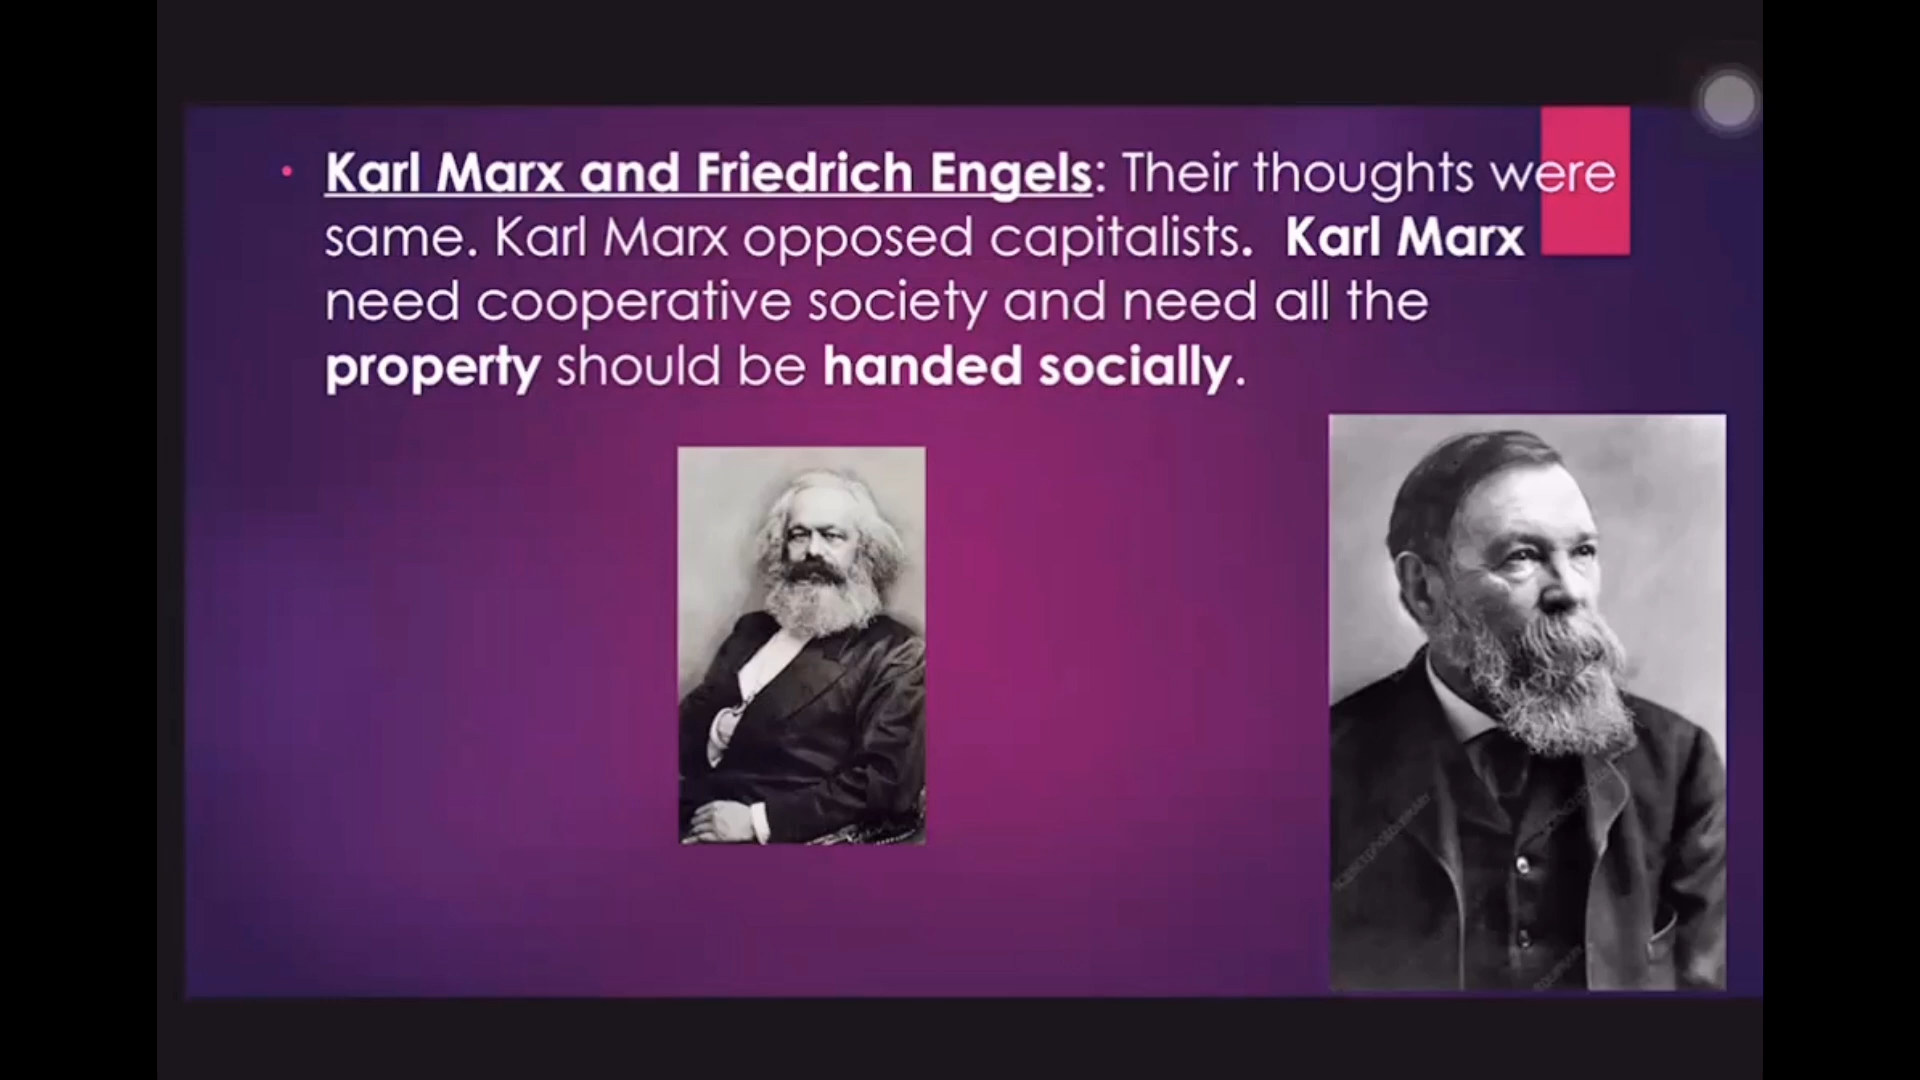 • Karl Marx and Friedrich Engels: Their thoughts were
same. Karl Marx opposed capitalists. Karl Marx
need cooperative society and need all the
property should be handed socially.